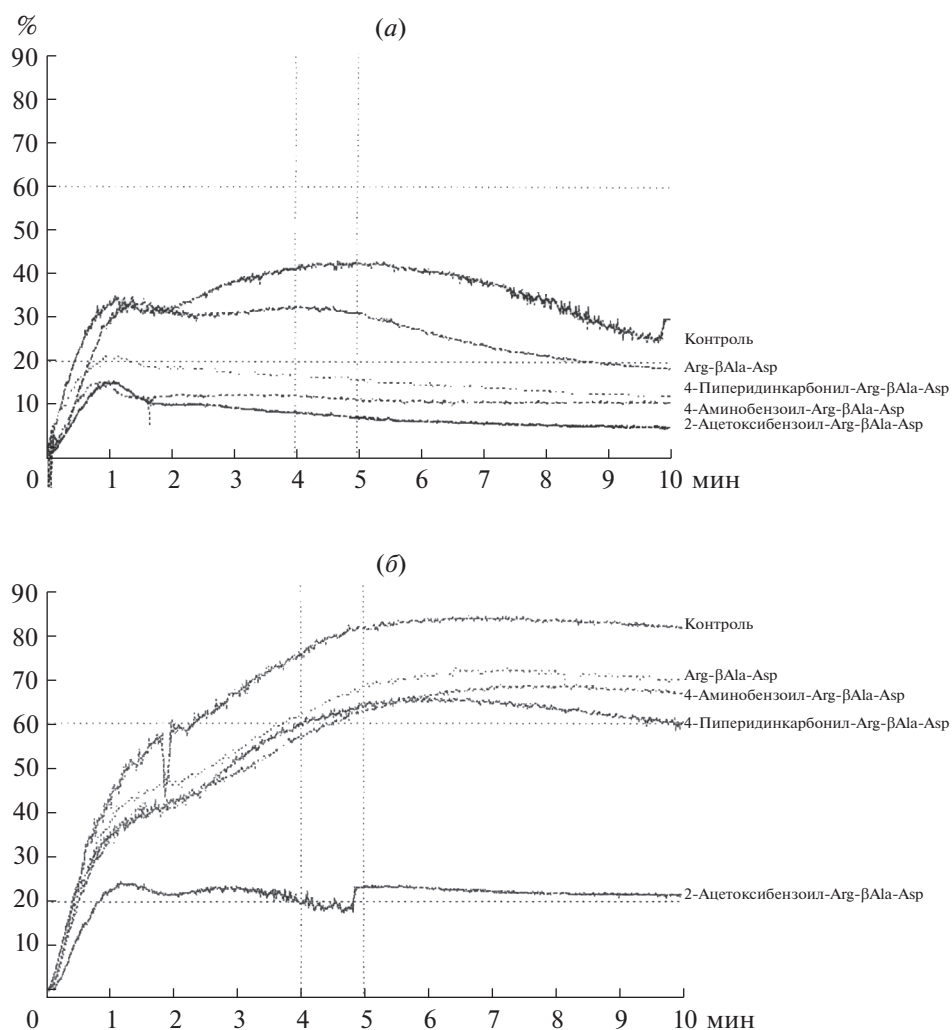 %
(а)
90
80
70
60
50
40
30
20
10
Контроль
Arg-βAla-Asp
4-Пиперидинкарбонил-Arg-βAla-Asp
4-Аминобензоил-Arg-βAla-Asp
2-Ацетоксибензоил-Arg-βAla-Asp
0 1 2 3 4 5 6 7 8 9 10 мин
(б)
90
80
70
60
50
40
30
20
10
Контроль
Arg-βAla-Asp
4-Аминобензоил-Arg-βAla-Asp
4-Пиперидинкарбонил-Arg-βAla-Asp
2-Ацетоксибензоил-Arg-βAla-Asp
0 1 2 3 4 5 6 7 8 9 10 мин